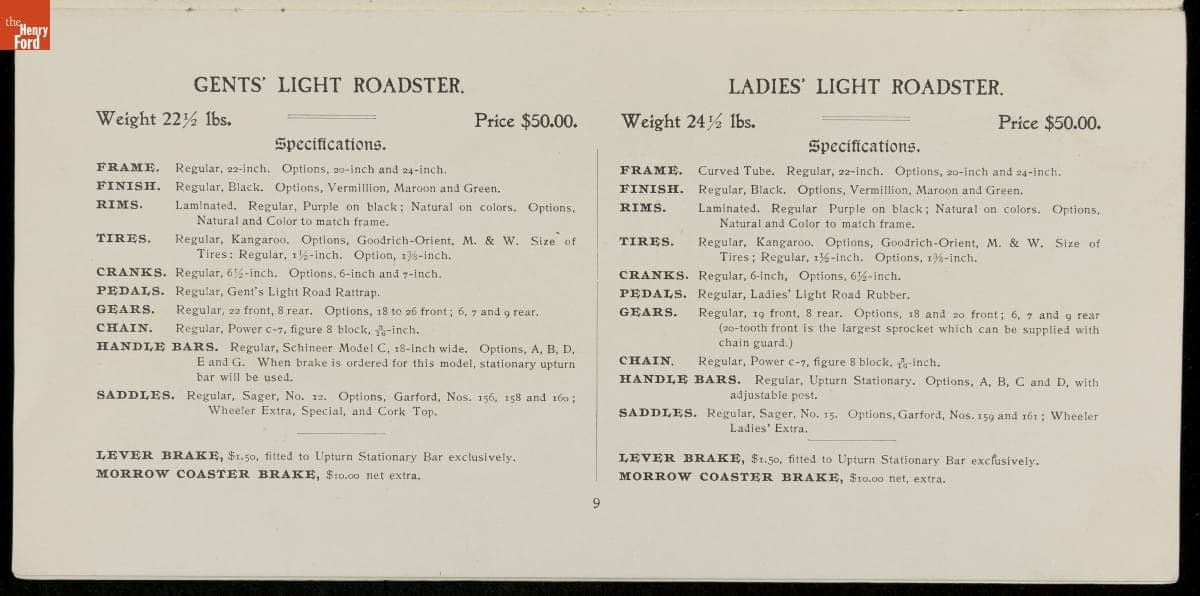 the
Henry
Ford
GENTS' LIGHT ROADSTER.
Weight 22½ lbs. Price $50.00.
Specifications.
FRAME. Regular, 22-inch. Options, 20-inch and 24-inch.
FINISH. Regular, Black. Options, Vermillion, Maroon and Green.
RIMS. Laminated. Regular, Purple on black; Natural on colors. Options,
Natural and Color to match frame.
TIRES. Regular, Kangaroo. Options, Goodrich-Orient, M. & W. Size of
Tires: Regular, 1½-inch. Option, 1⅜-inch.
CRANKS. Regular, 6½-inch. Options, 6-inch and 7-inch.
PEDALS. Regular, Gent's Light Road Rattrap.
GEARS. Regular, 22 front, 8 rear. Options, 18 to 26 front; 6, 7 and 9 rear.
CHAIN. Regular, Power C-7, figure 8 block, 3/16-inch.
HANDLE BARS. Regular, Schineer Model C, 18-inch wide. Options, A, B, D,
E and G. When brake is ordered for this model, stationary upturn
bar will be used.
SADDLES. Regular, Sager, No. 12. Options, Garford, Nos. 156, 158 and 160;
Wheeler Extra, Special, and Cork Top.
LEVER BRAKE, $1.50, fitted to Upturn Stationary Bar exclusively.
MORROW COASTER BRAKE, $10.00 net extra.
LADIES' LIGHT ROADSTER.
Weight 24½ lbs. Price $50.00.
Specifications.
FRAME. Curved Tube. Regular, 22-inch. Options, 20-inch and 24-inch.
FINISH. Regular, Black. Options, Vermillion, Maroon and Green.
RIMS. Laminated. Regular Purple on black; Natural on colors. Options,
Natural and Color to match frame.
TIRES. Regular, Kangaroo. Options, Goodrich-Orient, M. & W. Size of
Tires; Regular, 1½-inch. Options, 1⅜-inch.
CRANKS. Regular, 6-inch, Options, 6½-inch.
PEDALS. Regular, Ladies' Light Road Rubber.
GEARS. Regular, 19 front, 8 rear. Options, 18 and 20 front; 6, 7 and 9 rear
(20-tooth front is the largest sprocket which can be supplied with
chain guard.)
CHAIN. Regular, Power C-7, figure 8 block, 3/16-inch.
HANDLE BARS. Regular, Upturn Stationary. Options, A, B, C and D, with
adjustable post.
SADDLES. Regular, Sager, No. 15. Options, Garford, Nos. 159 and 161; Wheeler
Ladies' Extra.
LEVER BRAKE, $1.50, fitted to Upturn Stationary Bar exclusively.
MORROW COASTER BRAKE, $10.00 net, extra.
9